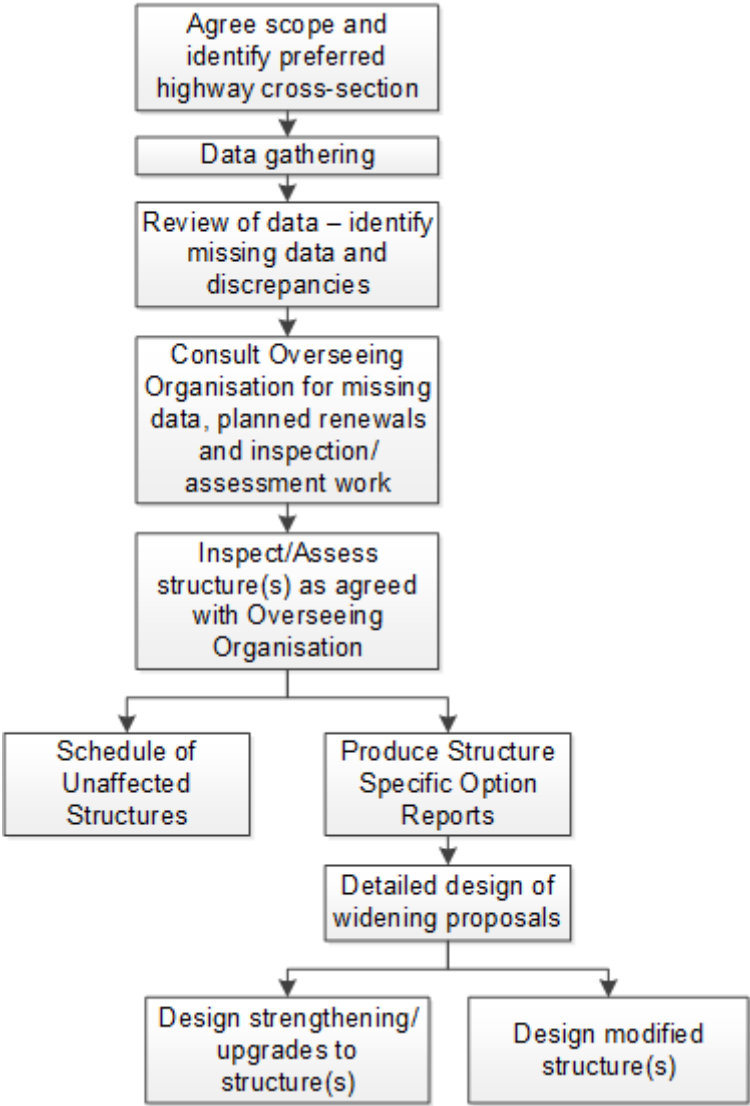 Agree scope and
identify preferred
highway cross-section
Data gathering
Review of data – identify
missing data and
discrepancies
Consult Overseeing
Organisation for missing
data, planned renewals
and inspection/
assessment work
Inspect/Assess
structure(s) as agreed
with Overseeing
Organisation
Schedule of
Unaffected
Structures
Produce Structure
Specific Option
Reports
Detailed design of
widening proposals
Design strengthening/
upgrades to
structure(s)
Design modified
structure(s)